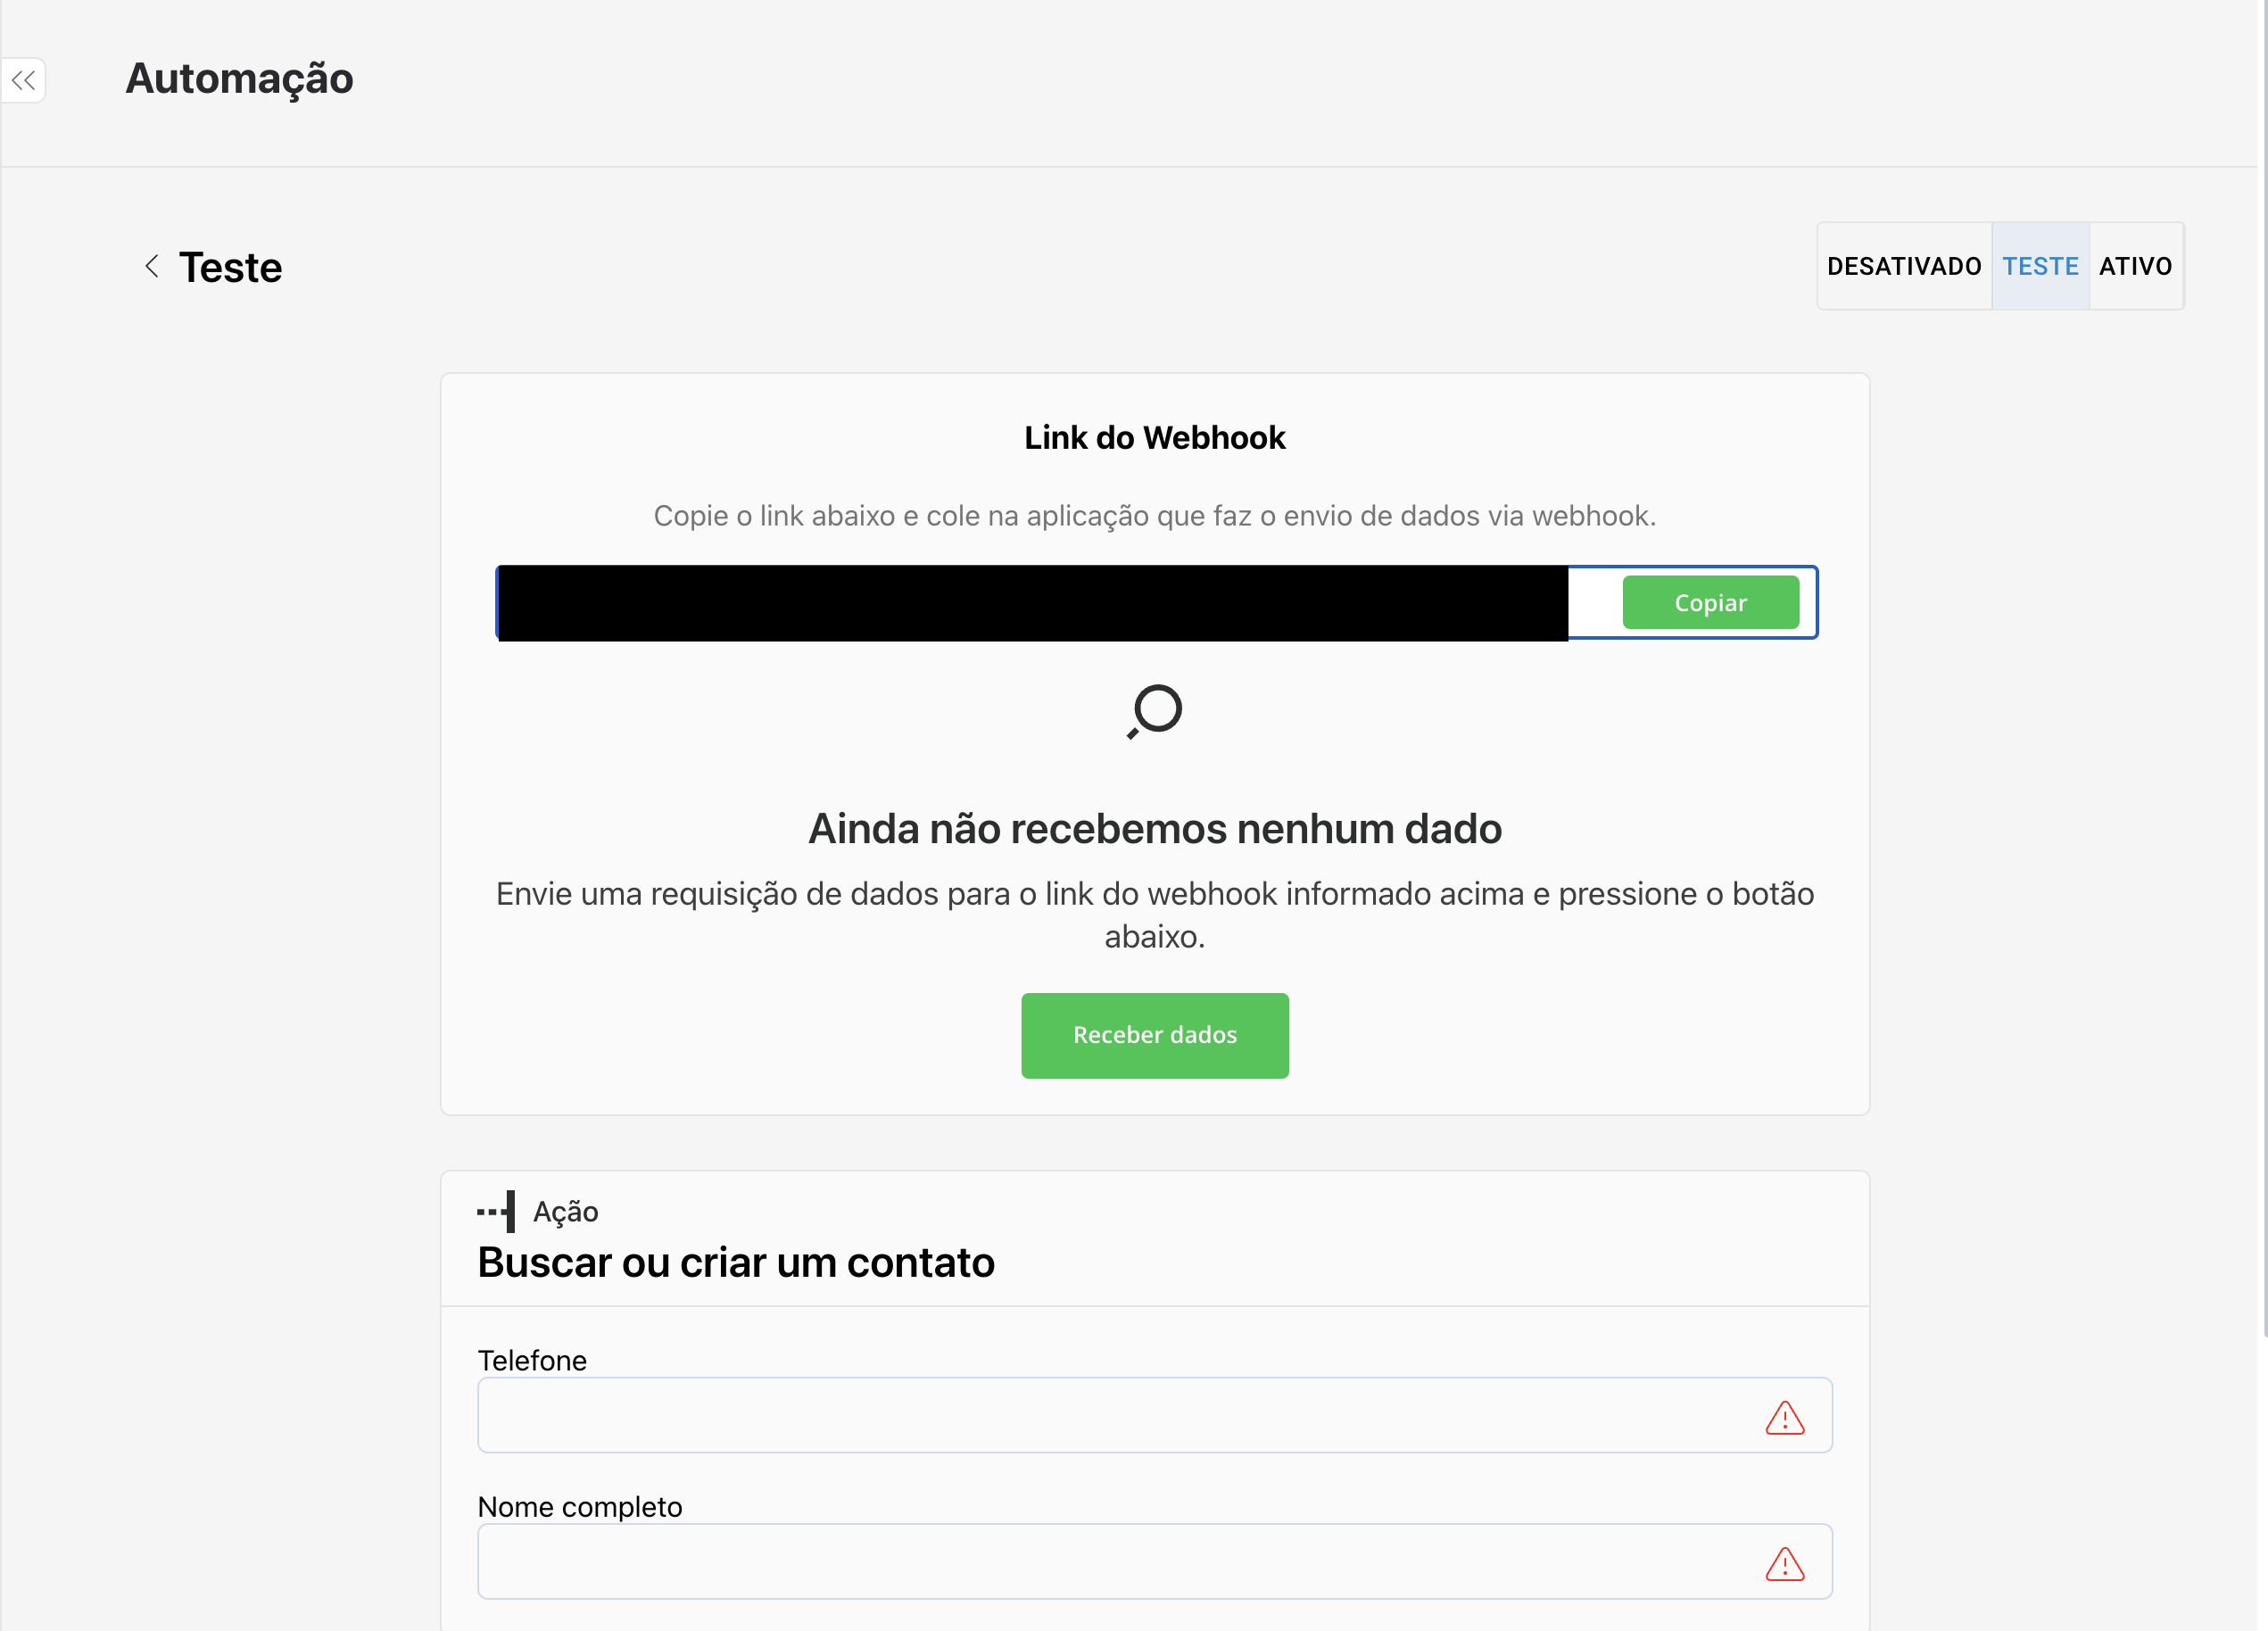 Automação
Teste
DESATIVADO TESTE ATIVO
Link do Webhook
Copie o link abaixo e cole na aplicação que faz o envio de dados via webhook.
Copiar
Ainda não recebemos nenhum dado
Envie uma requisição de dados para o link do webhook informado acima e pressione o botão
abaixo.
Receber dados
Ação
Buscar ou criar um contato
Telefone
Nome completo